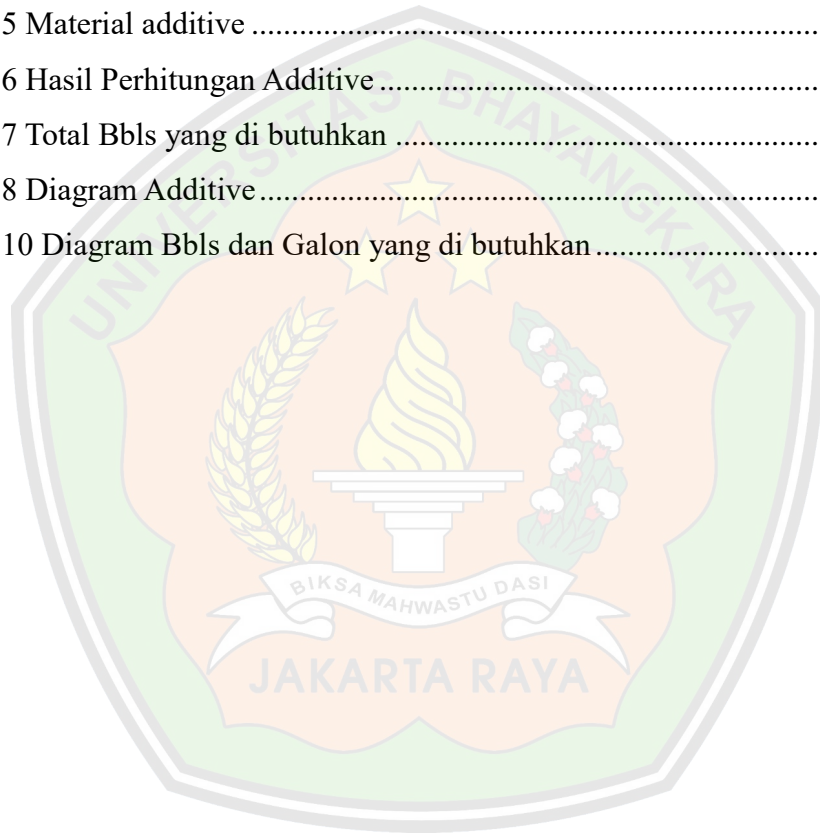 5 Material additive ........................................................................
6 Hasil Perhitungan Additive .......................................................
7 Total Bbls yang di butuhkan .....................................................
8 Diagram Additive ......................................................................
10 Diagram Bbls dan Galon yang di butuhkan ............................
UNIVERSITAS BHAYANGKARA
BIKSA MAHWASTU DASI
JAKARTA RAYA